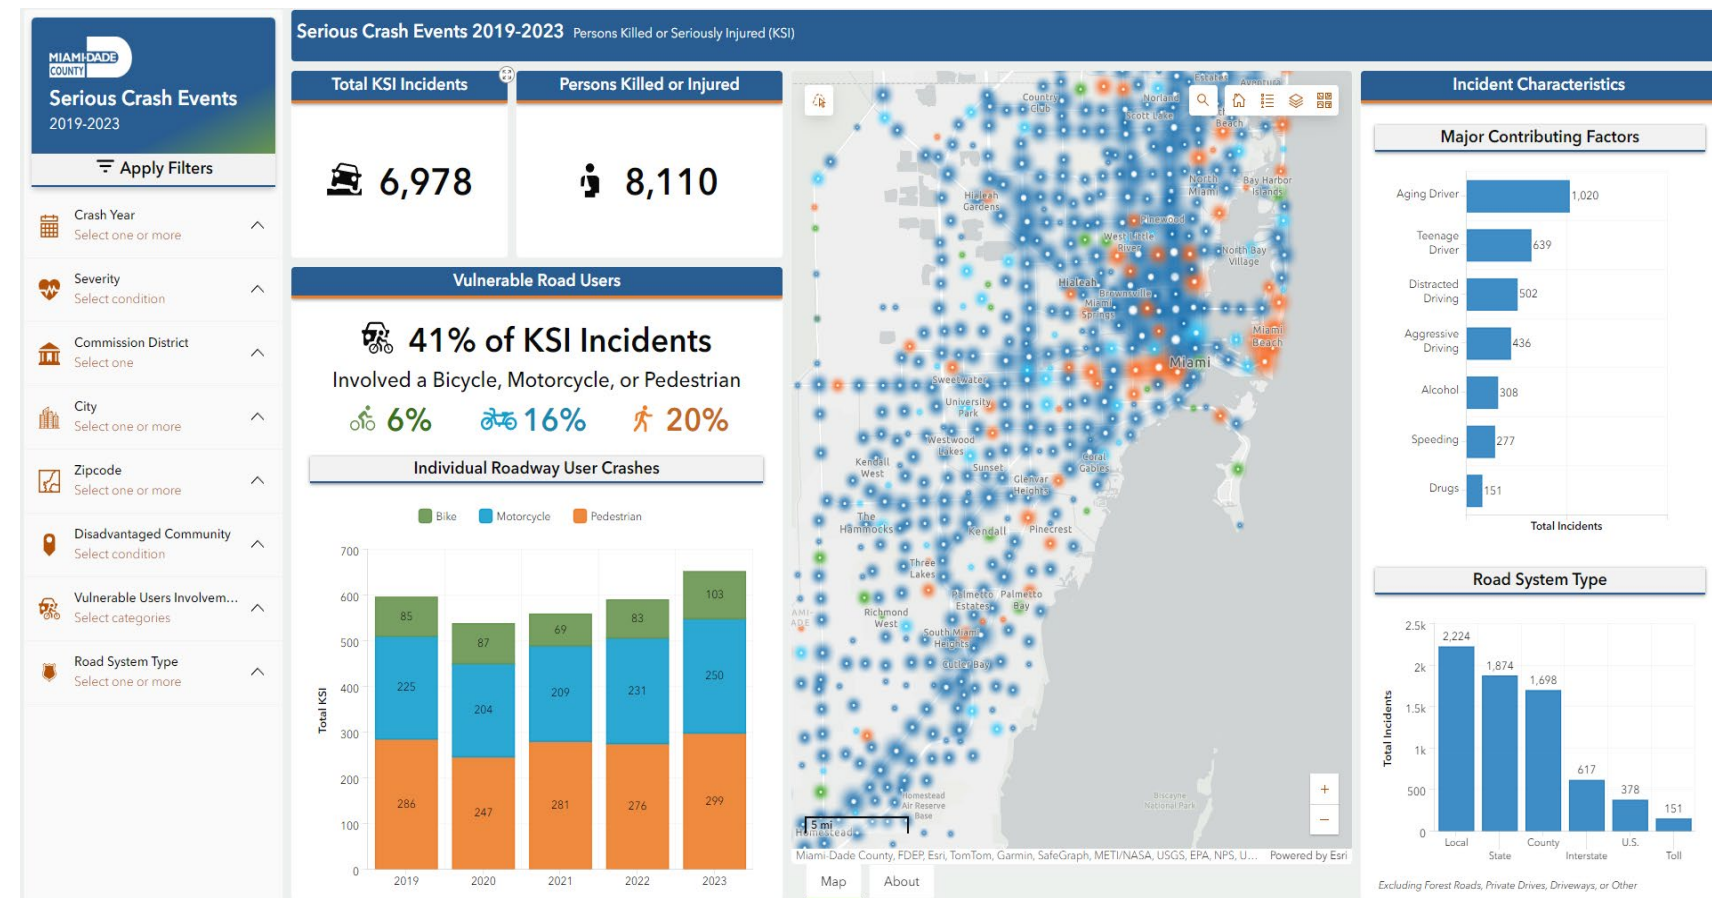 MIAMI-DADE
COUNTY
Serious Crash Events
2019-2023
Apply Filters
Crash Year
Select one or more
Severity
Select condition
Commission District
Select one
City
Select one or more
Zipcode
Select one or more
Disadvantaged Community
Select condition
Vulnerable Users Involvem...
Select categories
Road System Type
Select one or more
Serious Crash Events 2019-2023 Persons Killed or Seriously Injured (KSI)
Total KSI Incidents
6,978
Persons Killed or Injured
8,110
Vulnerable Road Users
41% of KSI Incidents
Involved a Bicycle, Motorcycle, or Pedestrian
6% 16% 20%
Individual Roadway User Crashes
Bike Motorcycle Pedestrian
Total KSI
700
600
500
400
300
200
100
0
85 87 69 83 103
225 204 209 231 250
286 247 281 276 299
2019 2020 2021 2022 2023
Estates
Aventura
Country
Club
Norland
Scott Lake
Beach
North
Miami
Bay Harbor
Islands
Hialeah
Gardens
Pinewood
West Little
River
North Bay
Village
Hialeah
Brownsville
Miami
Springs
Miami
Beach
Miami
Sweetwater
University
Park
Westwood
Lakes
Coral
Gables
Kendall
West
Sunset
Glenvar
Heights
The
Hammocks
Kendall
Pinecrest
Three
Lakes
Palmetto
Estates
Palmetto
Bay
Richmond
West
South Miami
Heights
Cutler Bay
Homestead
Air Reserve
Base
Biscayne
National Park
5 mi
Homestead
+
−
Miami-Dade County, FDEP, Esri, TomTom, Garmin, SafeGraph, METI/NASA, USGS, EPA, NPS, U... Powered by Esri
Map About
Incident Characteristics
Major Contributing Factors
Aging Driver 1,020
Teenage
Driver 639
Distracted
Driving 502
Aggressive
Driving 436
Alcohol 308
Speeding 277
Drugs 151
Total Incidents
Road System Type
Total Incidents
2.5k
2k
1.5k
1k
500
0
2,224
1,874
1,698
617
378
151
Local
State
County
Interstate
U.S.
Toll
Excluding Forest Roads, Private Drives, Driveways, or Other